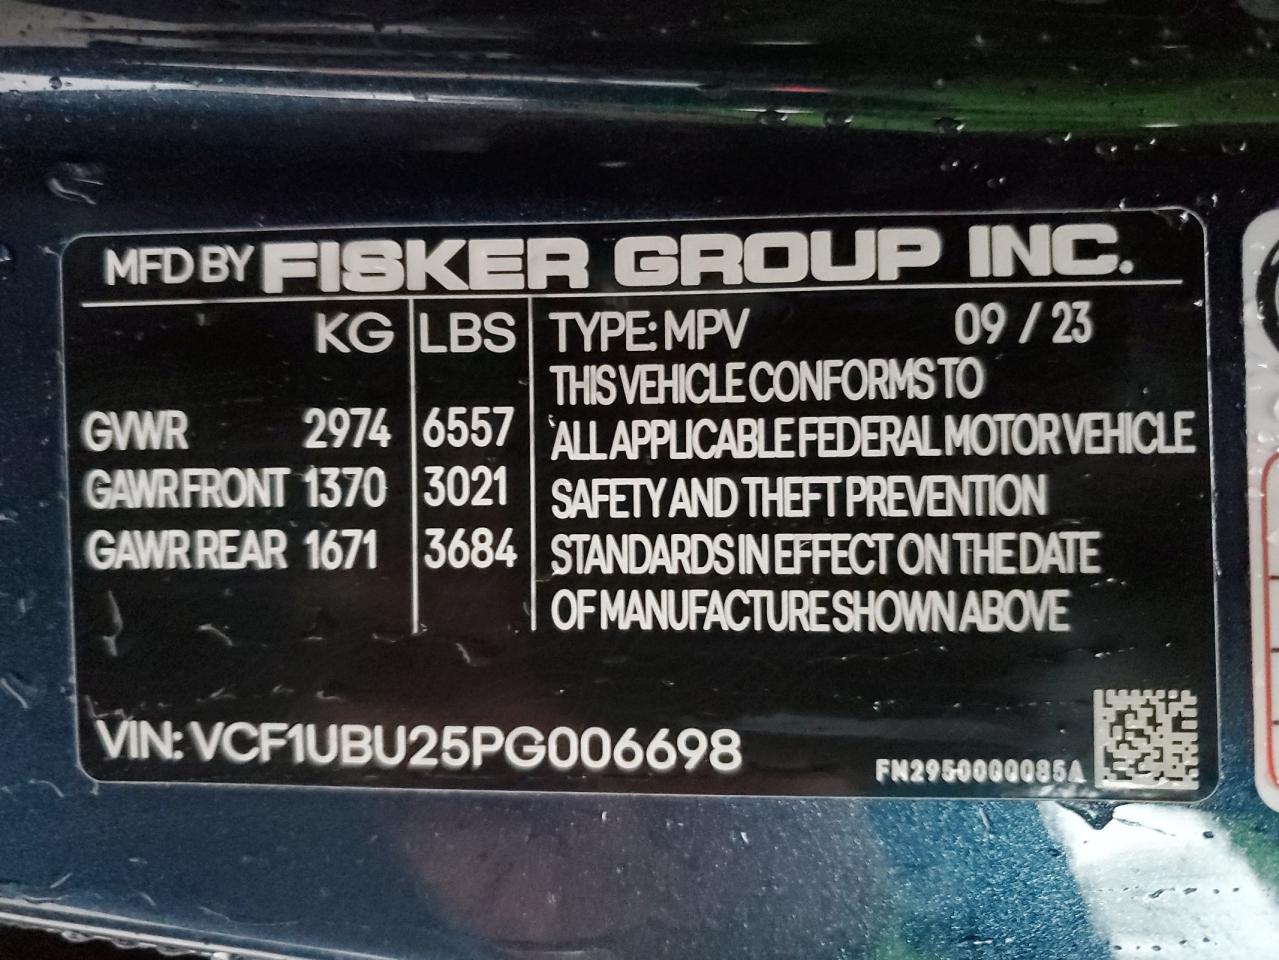 MFD BY FISKER GROUP INC.
KG LBS TYPE: MPV 09 / 23
THIS VEHICLE CONFORMS TO
GVWR 2974 6557 ALL APPLICABLE FEDERAL MOTOR VEHICLE
GAWR FRONT 1370 3021 SAFETY AND THEFT PREVENTION
GAWR REAR 1671 3684 STANDARDS IN EFFECT ON THE DATE
OF MANUFACTURE SHOWN ABOVE
VIN: VCF1UBU25PG006698
FM2950000085A